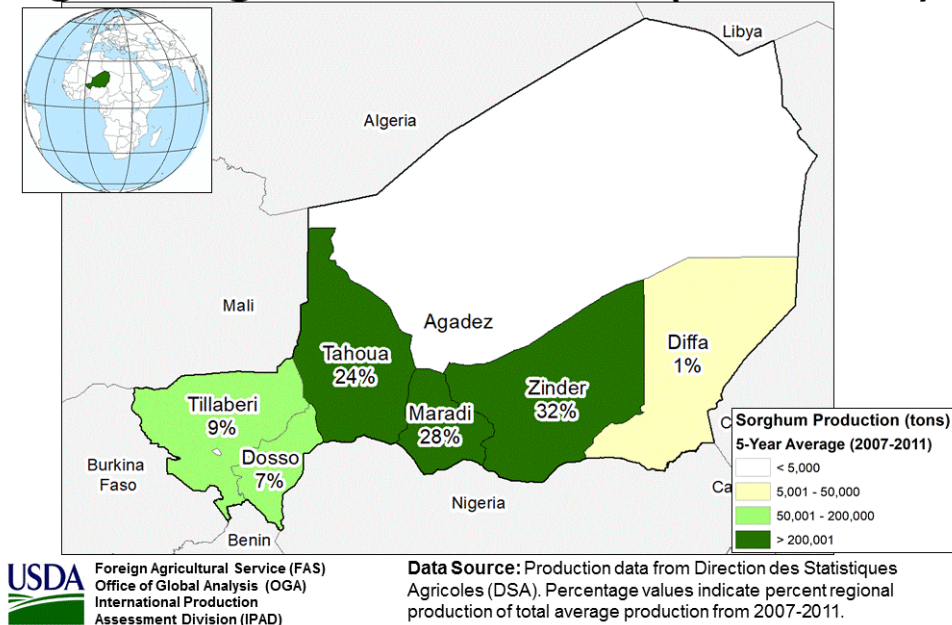 Libya
Algeria
Mali
Agadez
Tahoua
24%
Diffa
1%
Zinder
32%
Maradi
28%
Tillaberi
9%
Dosso
7%
Burkina
Faso
Nigeria
Benin
C
Ca
Sorghum Production (tons)
5-Year Average (2007-2011)
< 5,000
5,001 - 50,000
50,001 - 200,000
> 200,001
USDA
Foreign Agricultural Service (FAS)
Office of Global Analysis (OGA)
International Production
Assessment Division (IPAD)
Data Source: Production data from Direction des Statistiques
Agricoles (DSA). Percentage values indicate percent regional
production of total average production from 2007-2011.